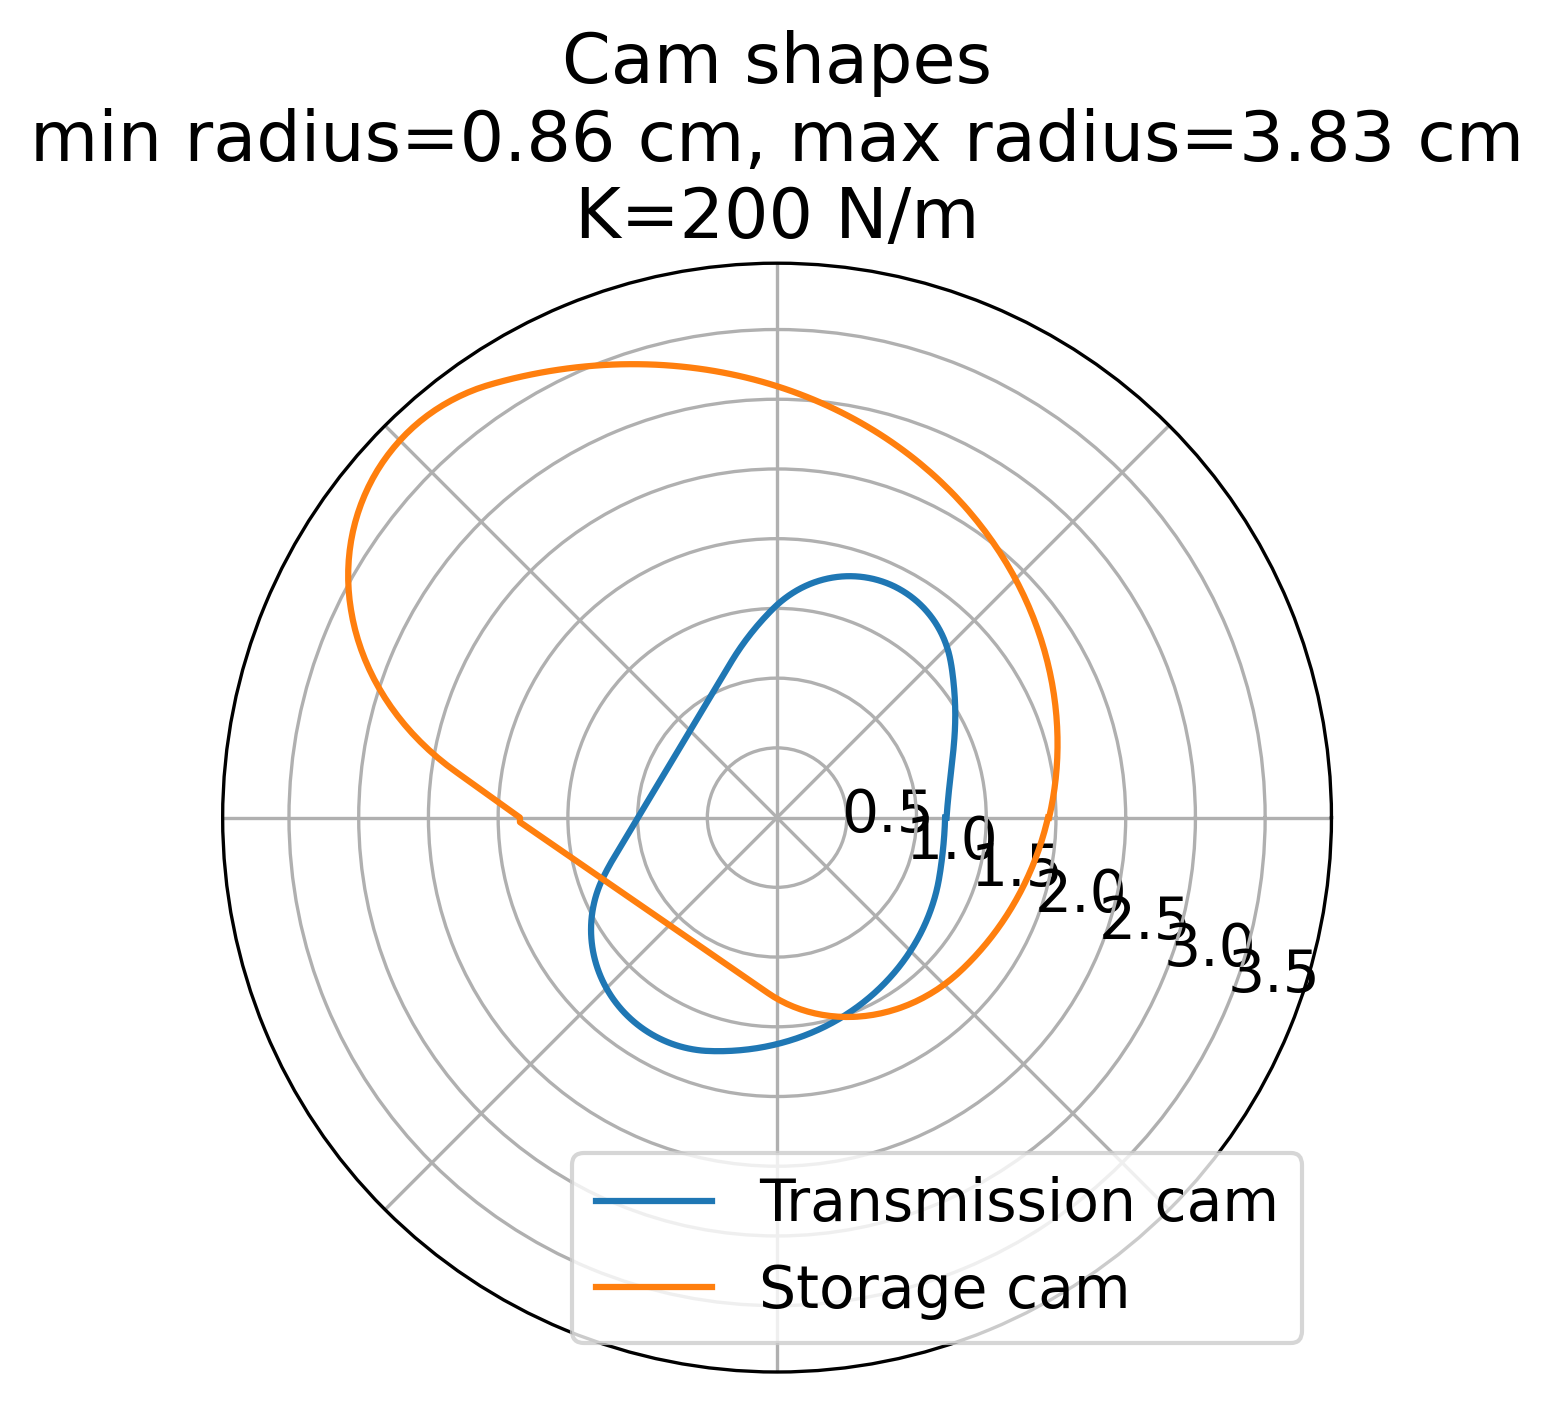 Cam shapes
min radius=0.86 cm, max radius=3.83 cm
K=200 N/m
0.5
1.0
1.5
2.0
2.5
3.0
3.5
Transmission cam
Storage cam